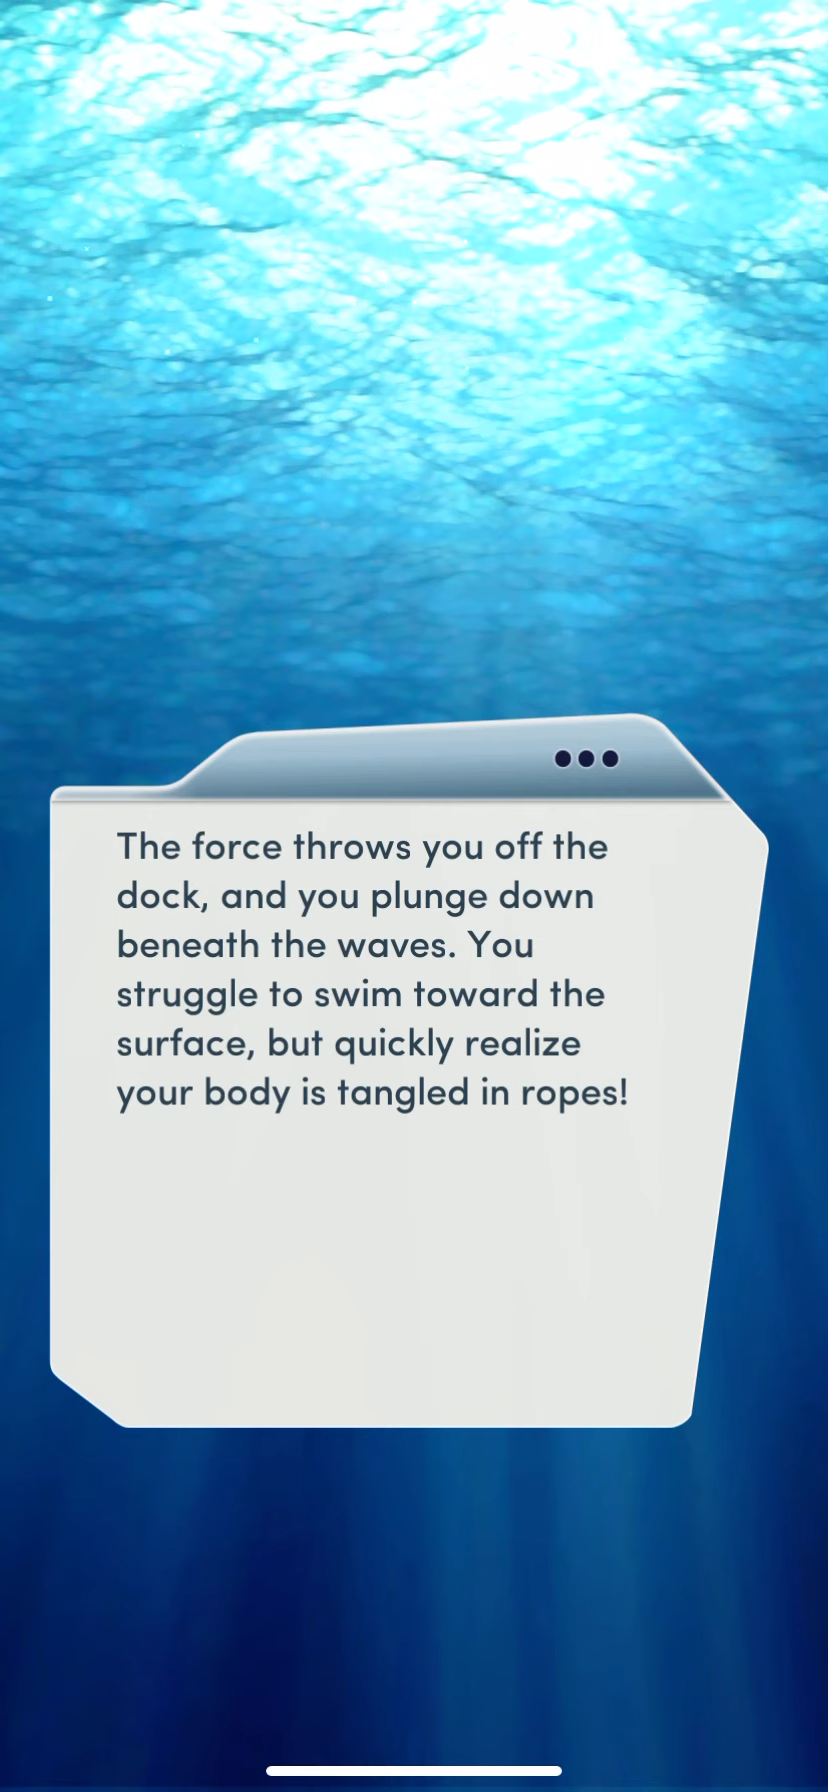 The force throws you off the
dock, and you plunge down
beneath the waves. You
struggle to swim toward the
surface, but quickly realize
your body is tangled in ropes!